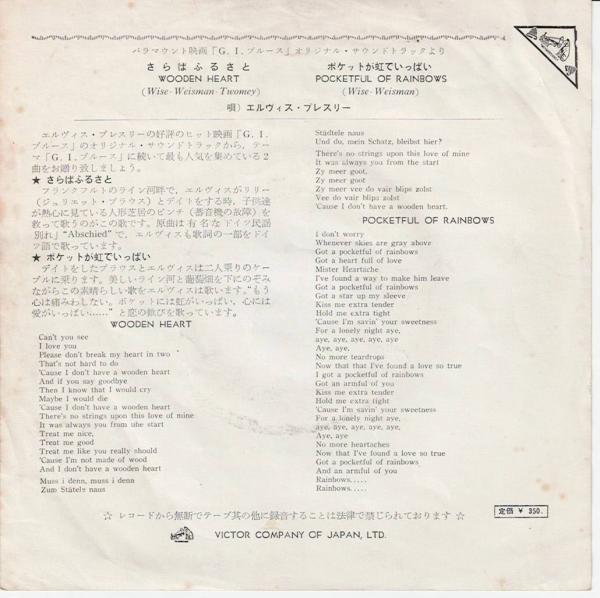 パラマウント映画「G.I.ブルース」オリジナル・サウンドトラックより
さらばふるさと
WOODEN HEART
(Wise-Weisman-Twomey)
ポケットが虹でいっぱい
POCKETFUL OF RAINBOWS
(Wise-Weisman)
唄) エルヴィス・プレスリー
エルヴィス・プレスリーの好評のヒット映画「G.I.
ブルース」のオリジナル・サウンドトラックから、テー
マ「G.I.ブルース」に続いて最も人気を集めている2
曲をお贈り致しましょう。
★ さらばふるさと
フランクフルトのライン河畔で、エルヴィスがリリー
(ジュリエット・プラウス)とデイトをする時、子供達
が熱心に見ている人形芝居のピンチ(蓄音機の故障)を
救って歌うのがこの歌です。原曲は有名なドイツ民謡
別れ」"Abschied"で、エルヴィスも歌詞の一部をドイ
ツ語で歌っています。
★ ポケットが虹でいっぱい
デイトをしたプラウスとエルヴィスは二人乗りのケー
ブルに乗ります。美しいライン河と葡萄畑を下にのぞみ
ながらこの素晴らしい歌をエルヴィスは歌います。"もう
心は痛みわしない。ポケットには虹がいっぱい、心には
愛がいっぱい……"と恋の歓びを歌っています。
WOODEN HEART
Can't you see
I love you
Please don't break my heart in two
That's not hard to do
'Cause I don't have a wooden heart
And if you say goodbye
Then I know that I would cry
Maybe I would die
'Cause I don't have a wooden heart
There's no strings upon this love of mine
It was always you from the start
Treat me nice,
Treat me good
Treat me like you really should
'Cause I'm not made of wood
And I don't have a wooden heart
Muss i denn, muss i denn
Zum Stätele naus
Städtele naus
Und do, mein Schatz, bleibst hier?
There's no strings upon this love of mine
It was always you from the start
Zy meer goot,
Zy meer goot
Zy meer vee do vair blips zolst
Vee do vair blips zolst
'Cause I don't have a wooden heart.
POCKETFUL OF RAINBOWS
I don't worry
Whenever skies are gray above
Got a pocketful of rainbows
Got a heart full of love
Mister Heartache
I've found a way to make him leave
Got a pocketful of rainbows
Got a star up my sleeve
Kiss me extra tender
Hold me extra tight
'Cause I'm savin' your sweetness
For a lonely night aye,
aye, aye, aye, aye, aye
Aye, aye,
No more teardrops
Now that that I've found a love so true
I got a pocketful of rainbows
Got an armful of you
Kiss me extra tender
Hold me extra tight
'Cause I'm savin' your sweetness
For a lonely night aye,
aye, aye, aye, aye, aye,
Aye, aye
No more heartaches
Now that I've found a love so true
Got a pocketful of rainbows
And an armful of you
Rainbows.....
Rainbows.....
☆ レコードから無断でテープ其の他に録音することは法律で禁じられております ☆
定価 ¥ 350.
VICTOR COMPANY OF JAPAN, LTD.